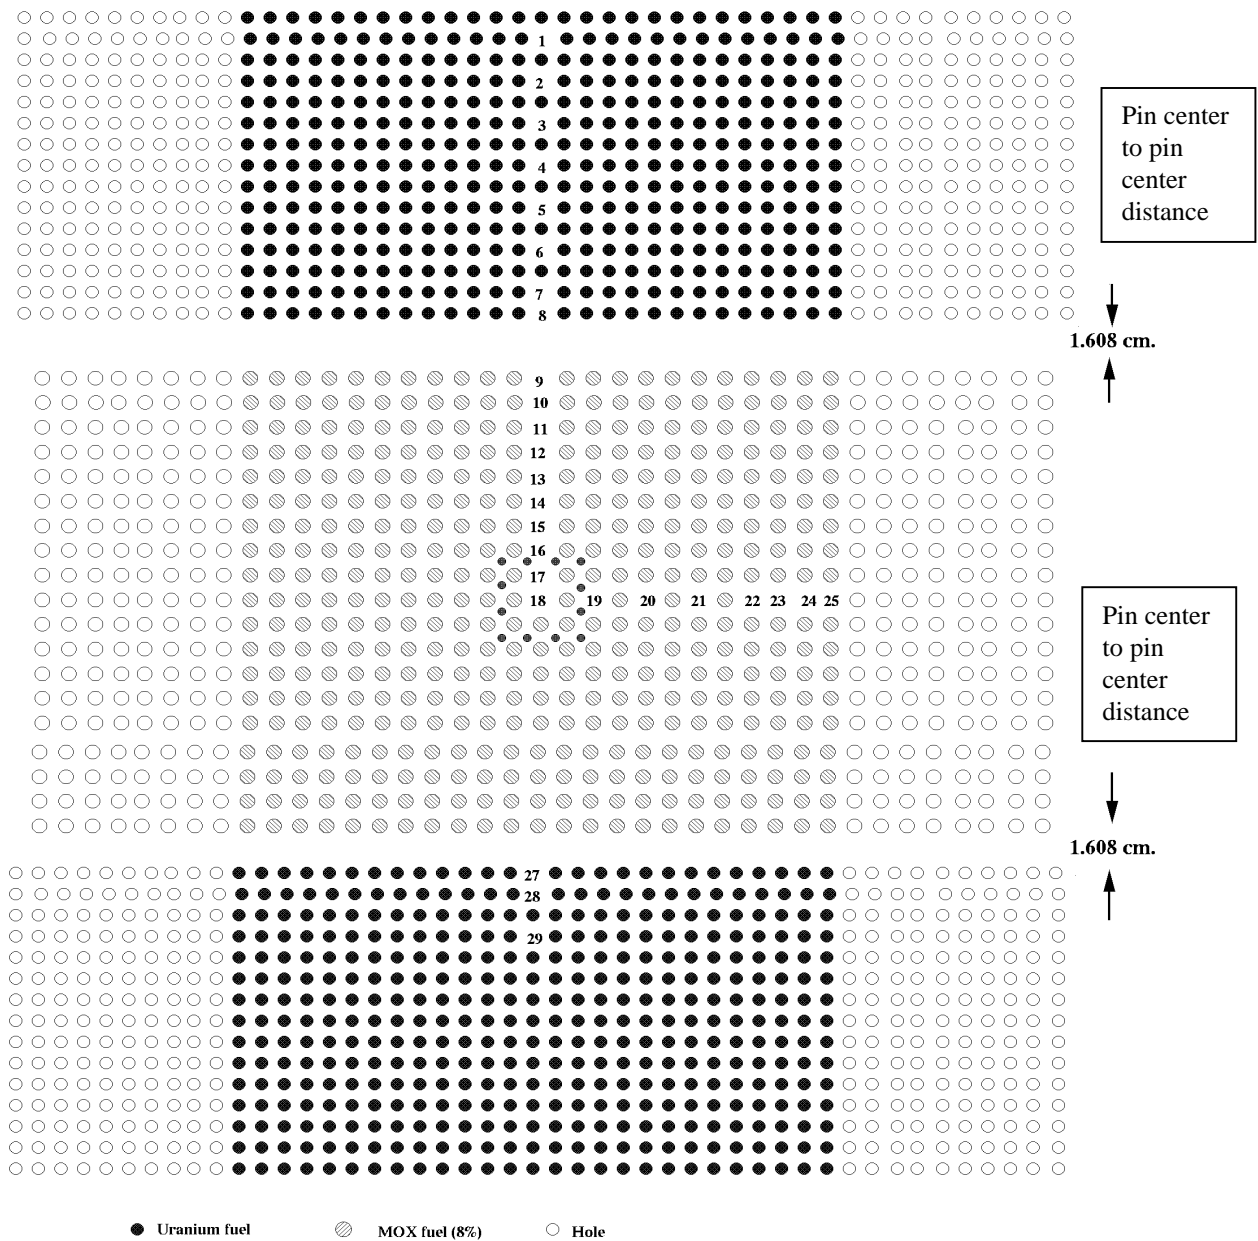 1
2
3
4
5
6
7
8
Pin center
to pin
center
distance
1.608 cm.
9
10
11
12
13
14
15
16
17
18 19 20 21 22 23 24 25
Pin center
to pin
center
distance
1.608 cm.
27
28
29
Uranium fuel MOX fuel (8%) Hole